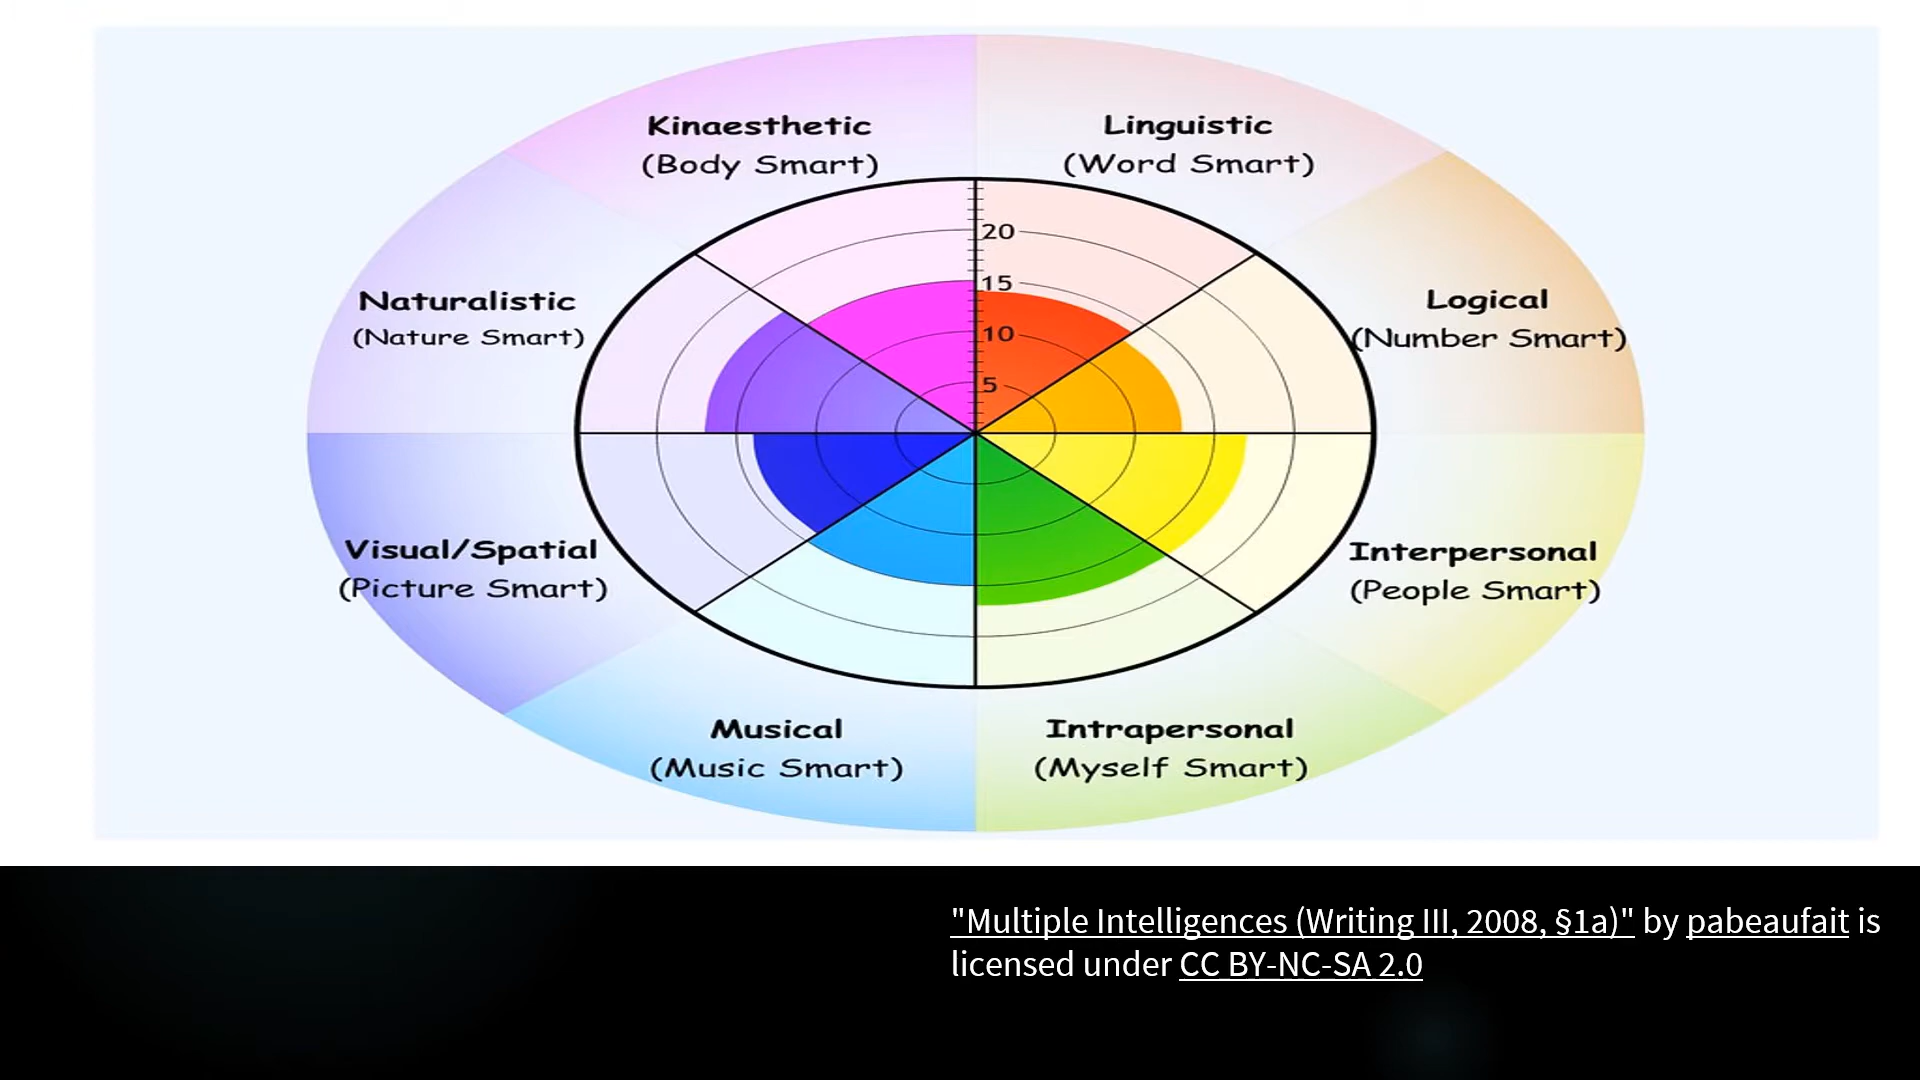 Kinaesthetic
(Body Smart)
Linguistic
(Word Smart)
20
15
10
5
Naturalistic
(Nature Smart)
Logical
(Number Smart)
Visual/Spatial
(Picture Smart)
Interpersonal
(People Smart)
Musical
(Music Smart)
Intrapersonal
(Myself Smart)
"Multiple Intelligences (Writing III, 2008, §1a)" by pabeaufait is
licensed under CC BY-NC-SA 2.0